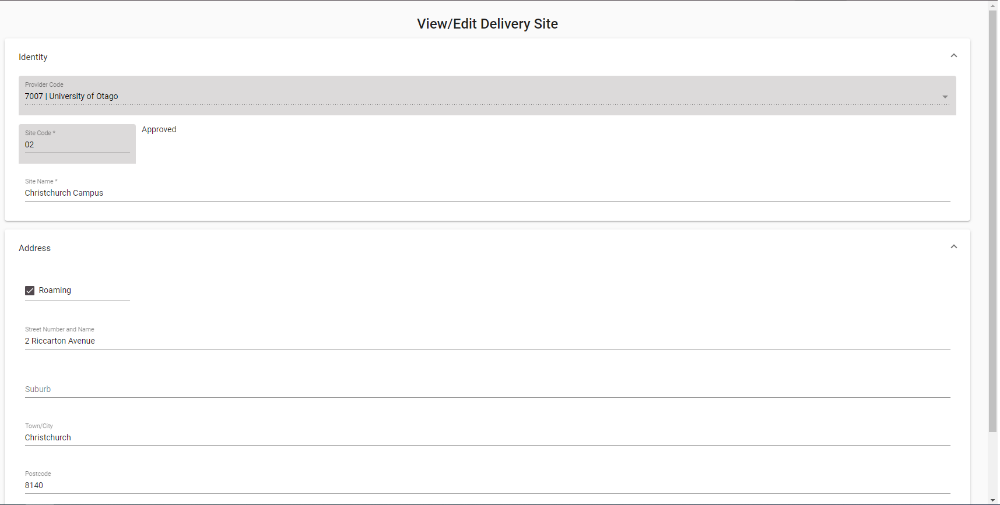 View/Edit Delivery Site
Identity
Provider Code
7007 | University of Otago
Site Code *
02
Approved
Site Name *
Christchurch Campus
Address
Roaming
Street Number and Name
2 Riccarton Avenue
Suburb
Town/City
Christchurch
Postcode
8140